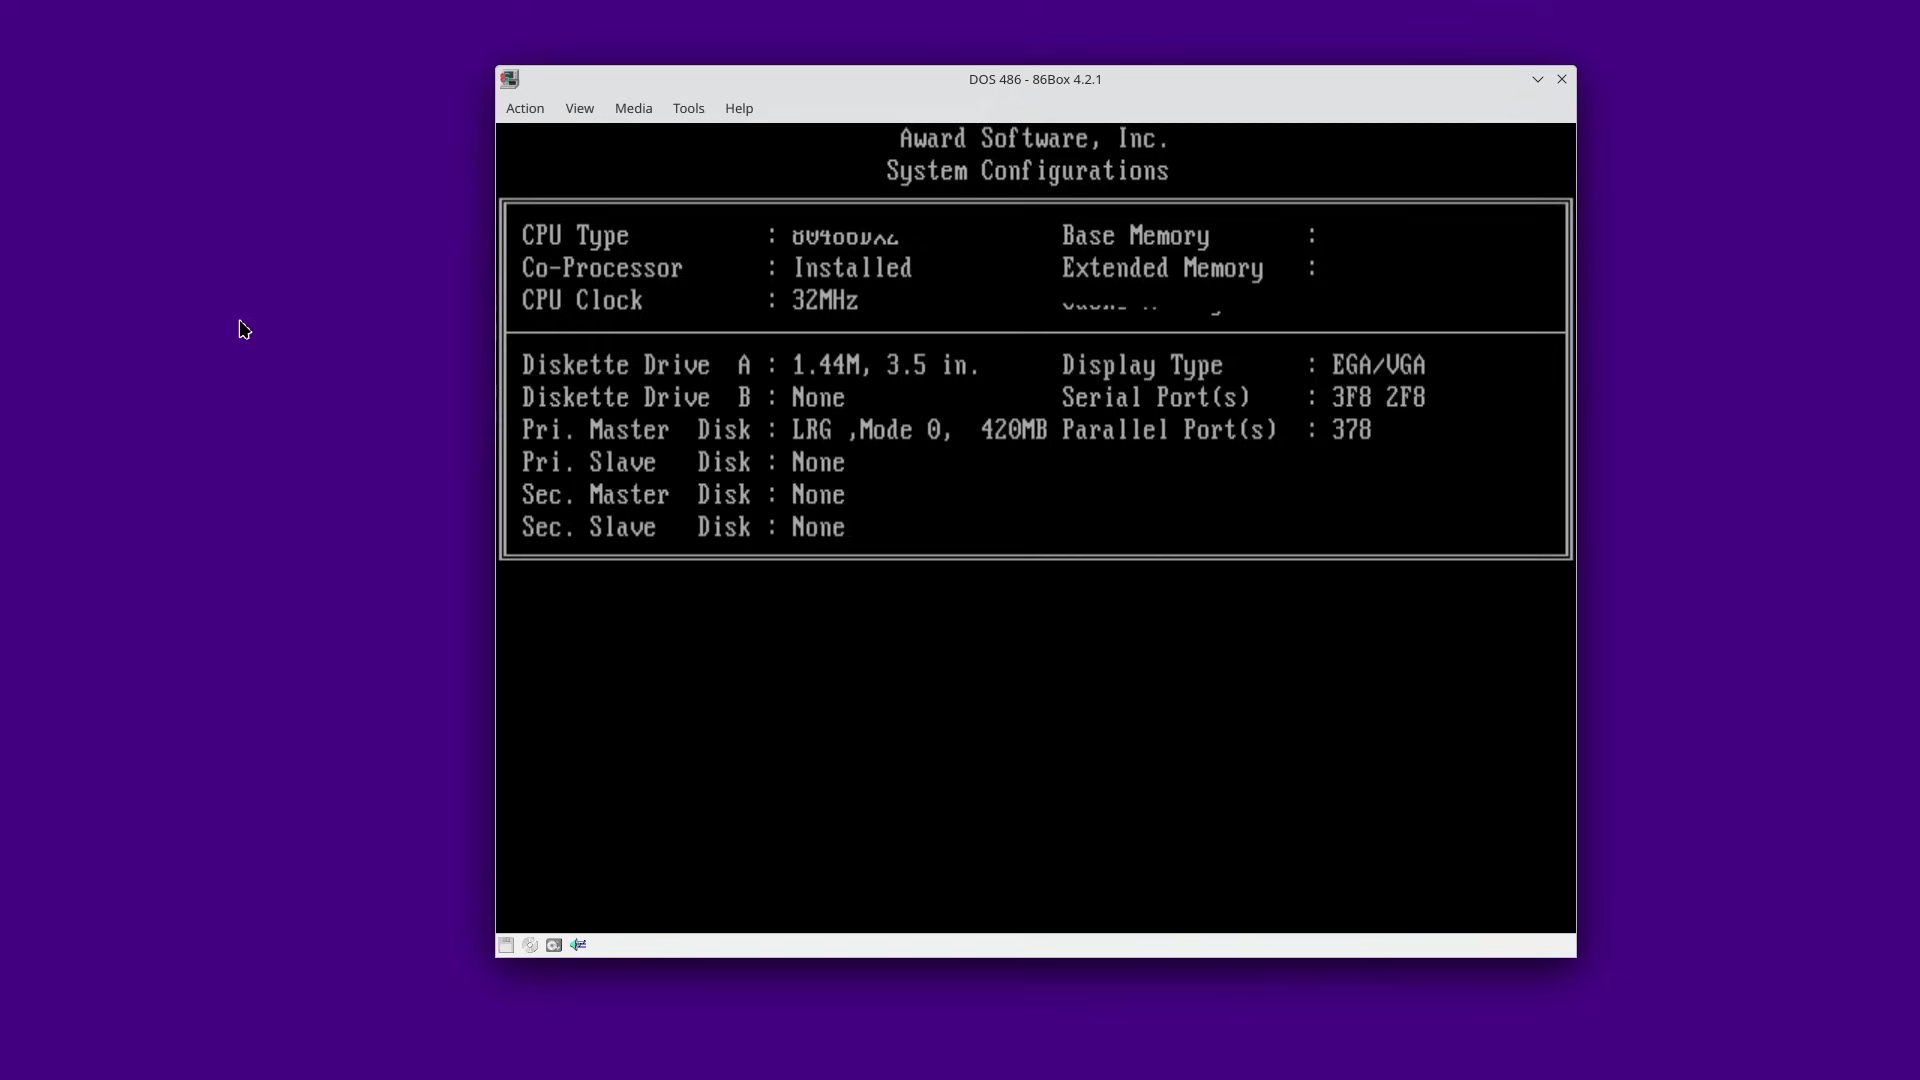 DOS 486 - 86Box 4.2.1
Action View Media Tools Help
Award Software, Inc.
System Configurations
CPU Type : Base Memory :
Co-Processor : Installed Extended Memory :
CPU Clock : 32MHz
Diskette Drive A : 1.44M, 3.5 in. Display Type : EGA/VGA
Diskette Drive B : None Serial Port(s) : 3F8 2F8
Pri. Master Disk : LRG ,Mode 0, 420MB Parallel Port(s) : 378
Pri. Slave Disk : None
Sec. Master Disk : None
Sec. Slave Disk : None